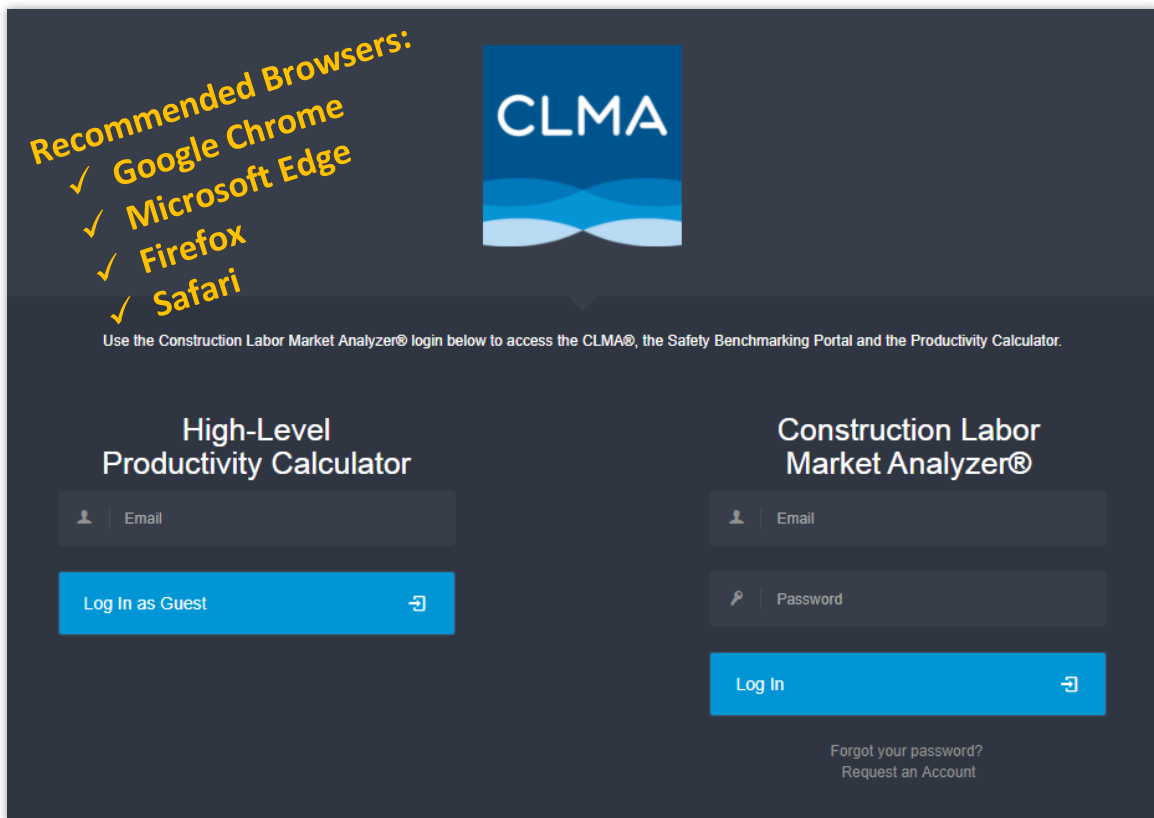 Recommended Browsers:
✓ Google Chrome
✓ Microsoft Edge
✓ Firefox
✓ Safari
CLMA
Use the Construction Labor Market Analyzer® login below to access the CLMA®, the Safety Benchmarking Portal and the Productivity Calculator.
High-Level
Productivity Calculator
Email
Log In as Guest
Construction Labor
Market Analyzer®
Email
Password
Log In
Forgot your password?
Request an Account